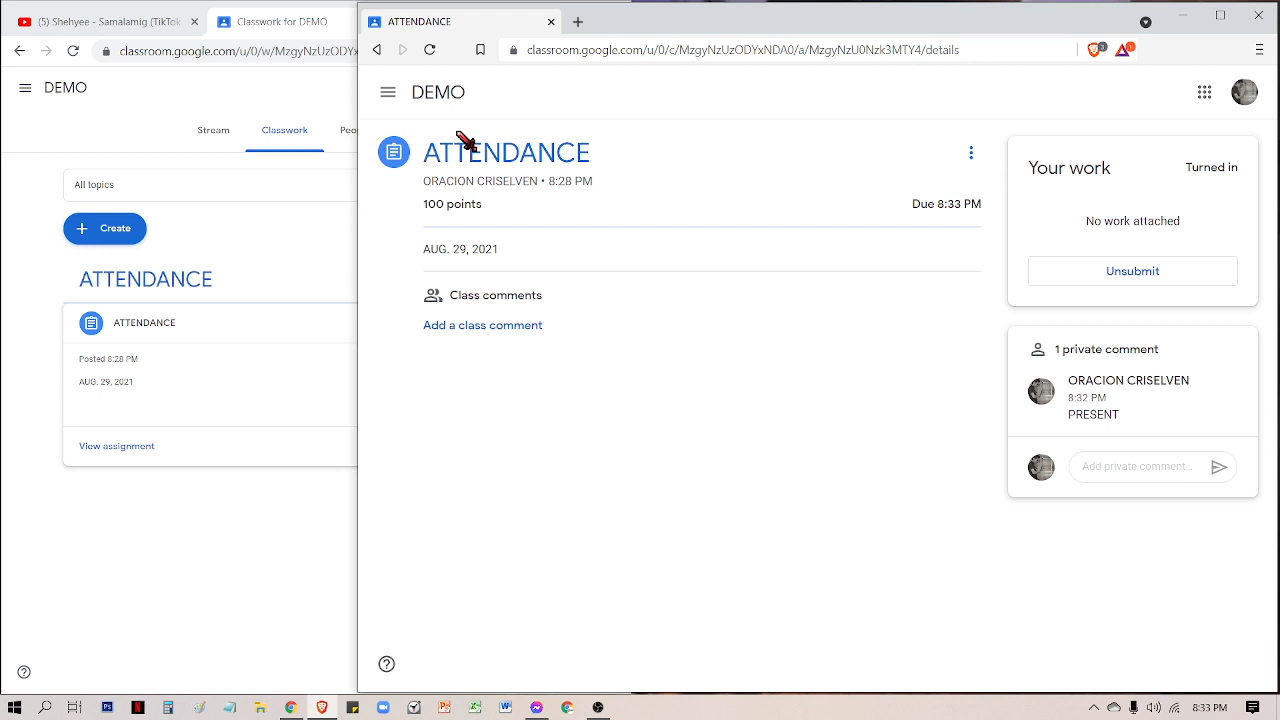 (5) Shehyee - Samalamig (TikTok
Classwork for DEMO
classroom.google.com/u/0/w/MzgyNzUzODYx
DEMO
Stream
Classwork
Peo
All topics
+ Create
ATTENDANCE
ATTENDANCE
Posted 8:28 PM
AUG. 29, 2021
View assignment
ATTENDANCE
classroom.google.com/u/0/c/MzgyNzUzODYxNDA0/a/MzgyNzU0Nzk3MTY4/details
3
1
DEMO
ATTENDANCE
ORACION CRISELVEN • 8:28 PM
100 points
Due 8:33 PM
AUG. 29, 2021
Class comments
Add a class comment
Your work
Turned in
No work attached
Unsubmit
1 private comment
ORACION CRISELVEN
8:32 PM
PRESENT
Add private comment...
8:33 PM